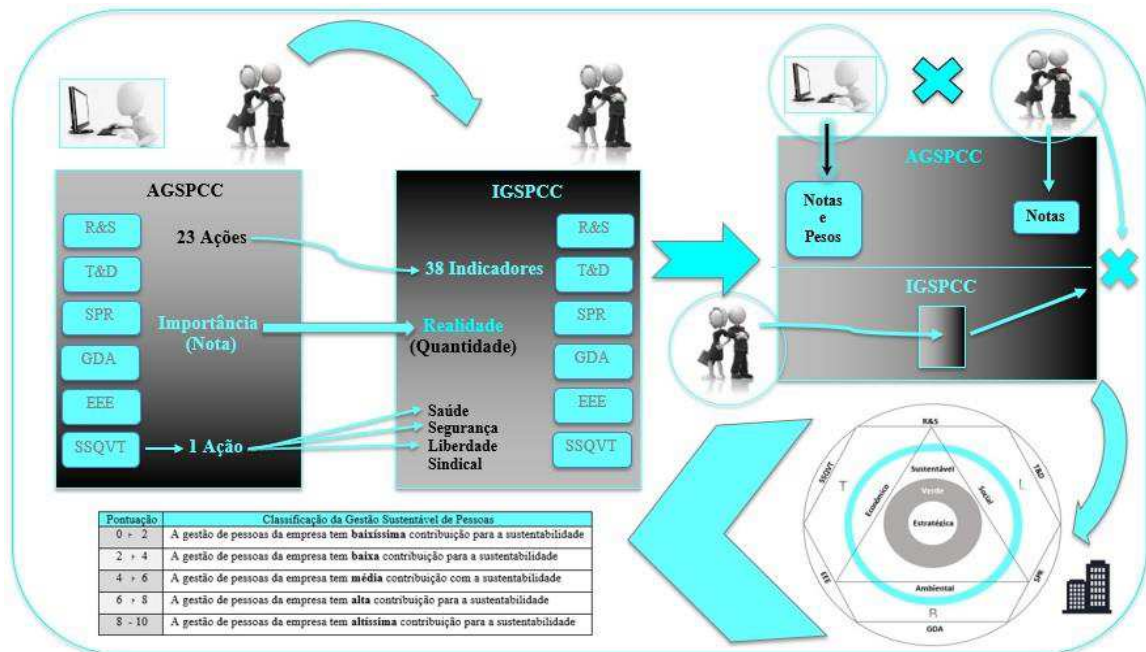 AGSPCC
R&S
T&D
SPR
GDA
EEE
SSQVT
23 Ações
Importância
(Nota)
1 Ação
IGSPCC
38 Indicadores
Realidade
(Quantidade)
Saúde
Segurança
Liberdade
Sindical
R&S
T&D
SPR
GDA
EEE
SSQVT
AGSPCC
Notas
e
Pesos
Notas
IGSPCC
R&S
SSQVT
T&D
Sustentável
Econômico
Social
T
L
Verde
Estratégica
EEE
SPR
Ambiental
B
GDA
Pontuação Classificação da Gestão Sustentável de Pessoas
0 2 A gestão de pessoas da empresa tem baixíssima contribuição para a sustentabilidade
2 4 A gestão de pessoas da empresa tem baixa contribuição para a sustentabilidade
4 6 A gestão de pessoas da empresa tem média contribuição com a sustentabilidade
6 8 A gestão de pessoas da empresa tem alta contribuição para a sustentabilidade
8 - 10 A gestão de pessoas da empresa tem altíssima contribuição para a sustentabilidade